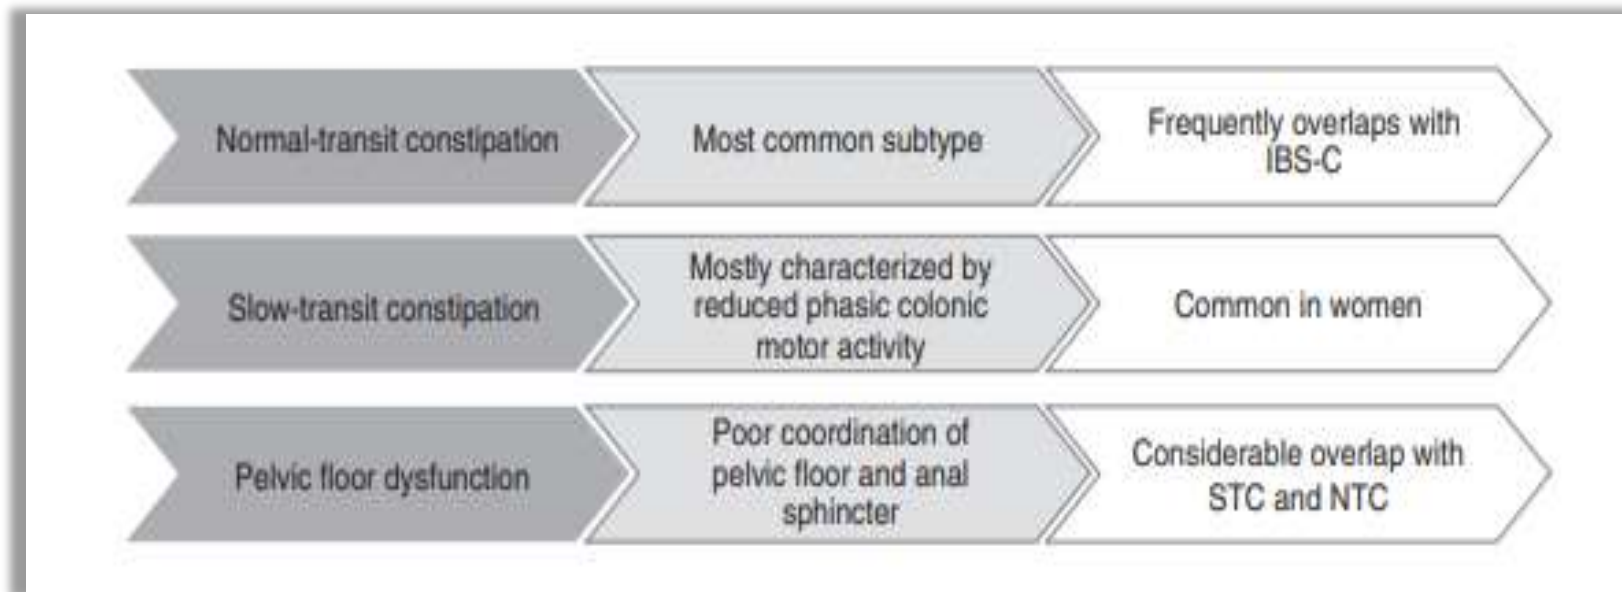 Normal-transit constipation
Most common subtype
Frequently overlaps with
IBS-C
Slow-transit constipation
Mostly characterized by
reduced phasic colonic
motor activity
Common in women
Pelvic floor dysfunction
Poor coordination of
pelvic floor and anal
sphincter
Considerable overlap with
STC and NTC